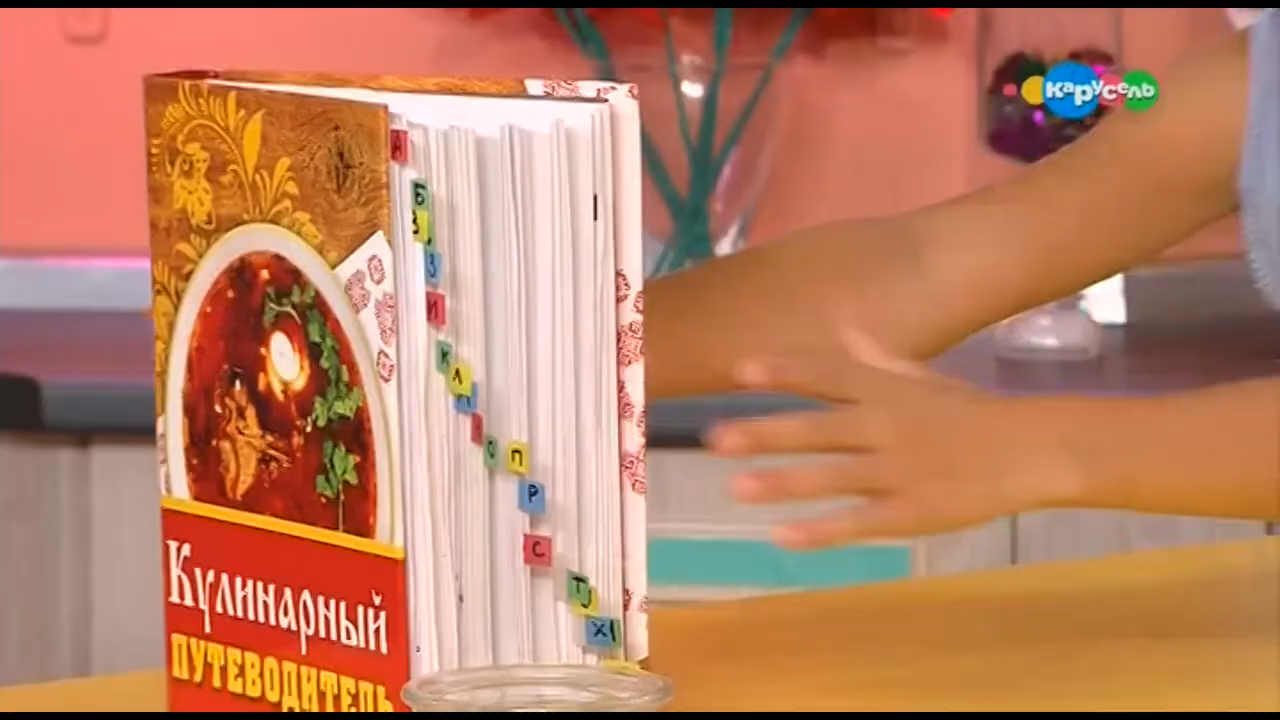 карусель
А
Б
З
И
К
Л
О
П
Р
С
Т
Х
Кулинарный
ПУТЕВОДИТЕЛЬ